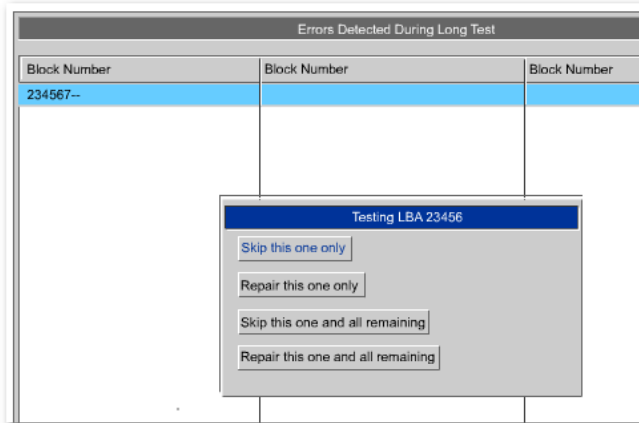 Errors Detected During Long Test
Block Number Block Number Block Number
234567--
Testing LBA 23456
Skip this one only
Repair this one only
Skip this one and all remaining
Repair this one and all remaining